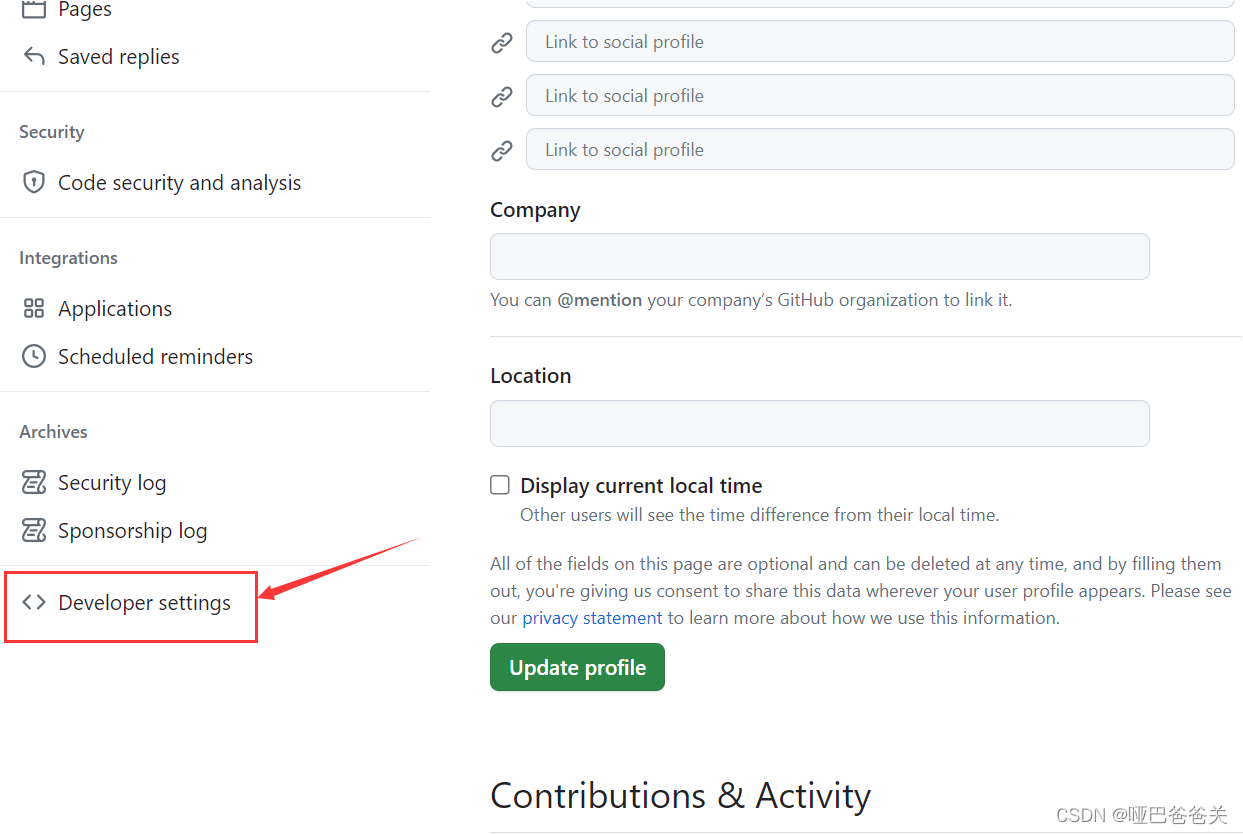 Pages
Saved replies
Security
Code security and analysis
Integrations
Applications
Scheduled reminders
Archives
Security log
Sponsorship log
Developer settings
Link to social profile
Link to social profile
Link to social profile
Company
You can @mention your company's GitHub organization to link it.
Location
Display current local time
Other users will see the time difference from their local time.
All of the fields on this page are optional and can be deleted at any time, and by filling them
out, you're giving us consent to share this data wherever your user profile appears. Please see
our privacy statement to learn more about how we use this information.
Update profile
Contributions & Activity
CSDN @哑巴爸爸关